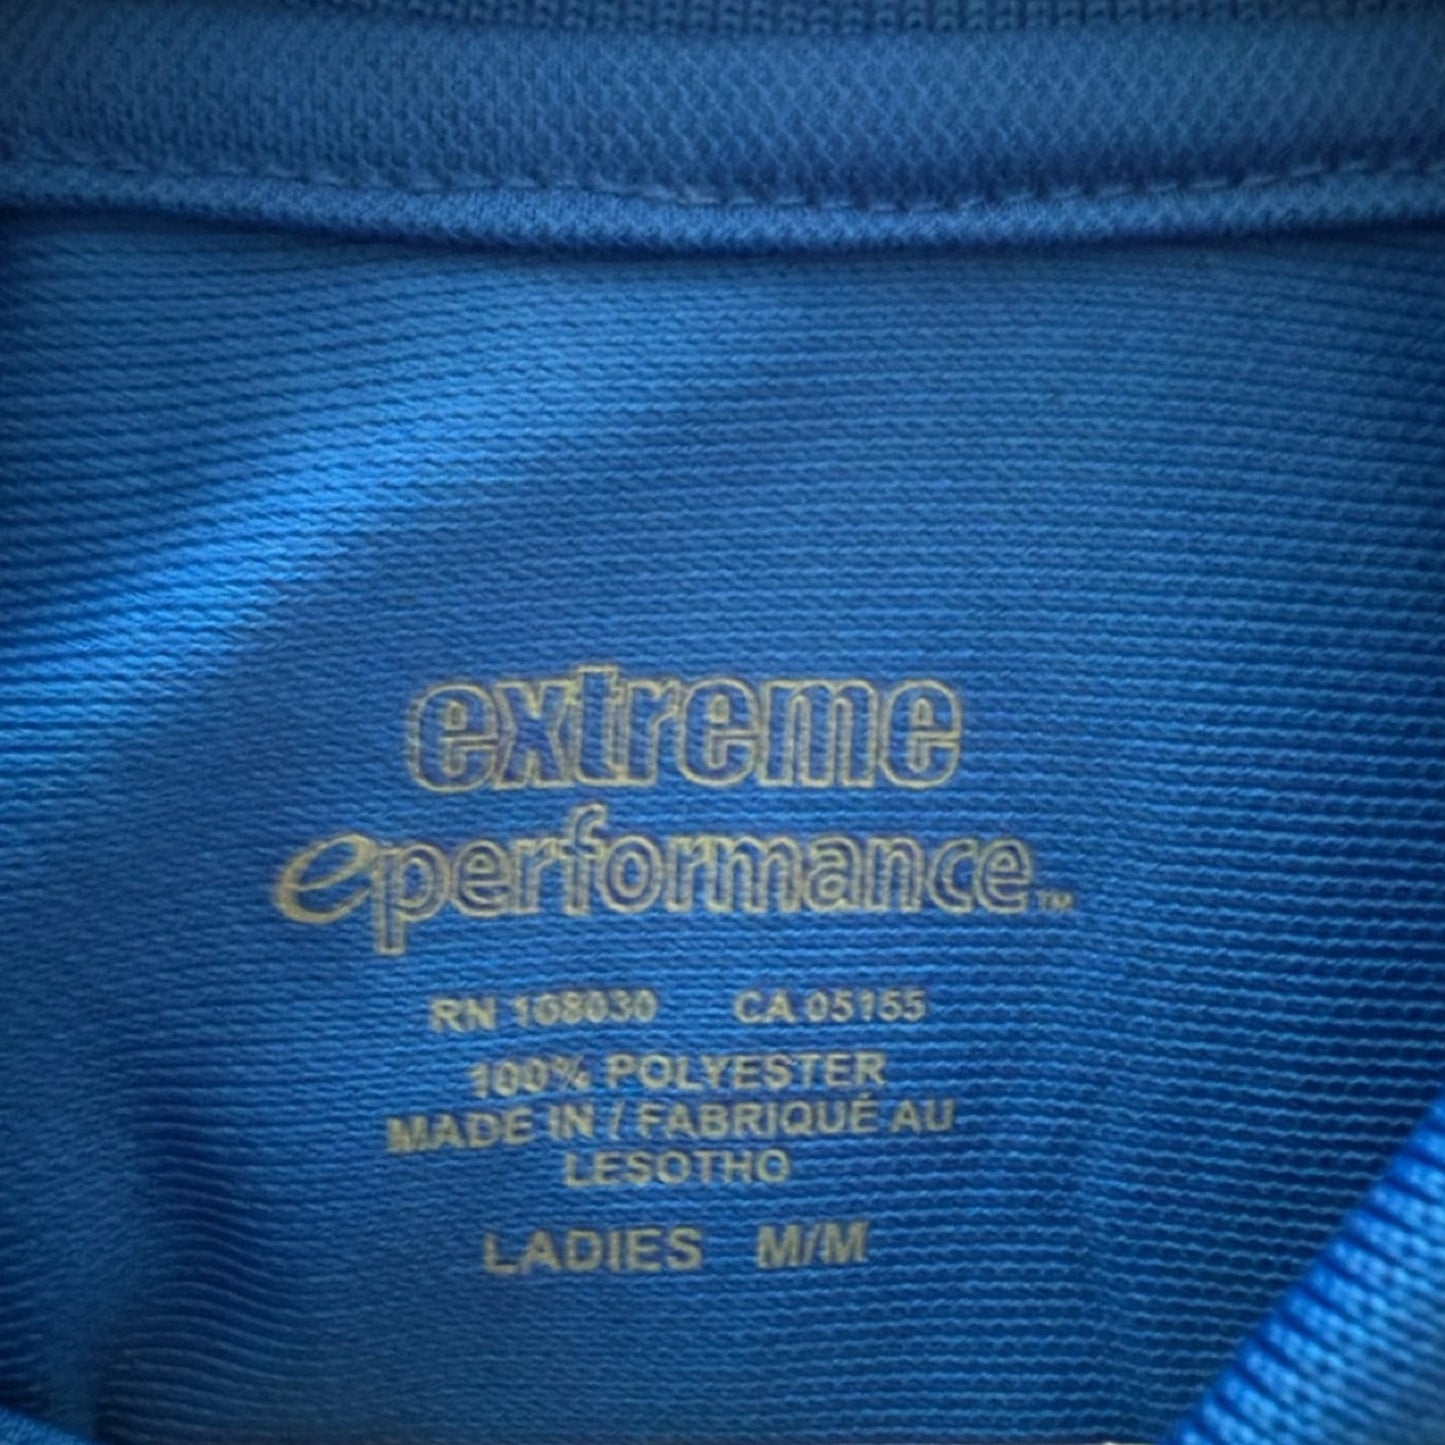 extreme
eperformance™
RN 108030 CA 05155
100% POLYESTER
MADE IN / FABRIQUÉ AU
LESOTHO
LADIES M/M